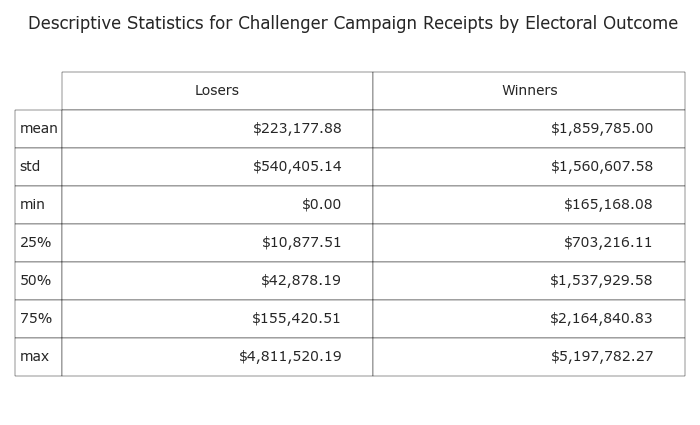 Descriptive Statistics for Challenger Campaign Receipts by Electoral Outcome
Losers Winners
mean $223,177.88 $1,859,785.00
std $540,405.14 $1,560,607.58
min $0.00 $165,168.08
25% $10,877.51 $703,216.11
50% $42,878.19 $1,537,929.58
75% $155,420.51 $2,164,840.83
max $4,811,520.19 $5,197,782.27